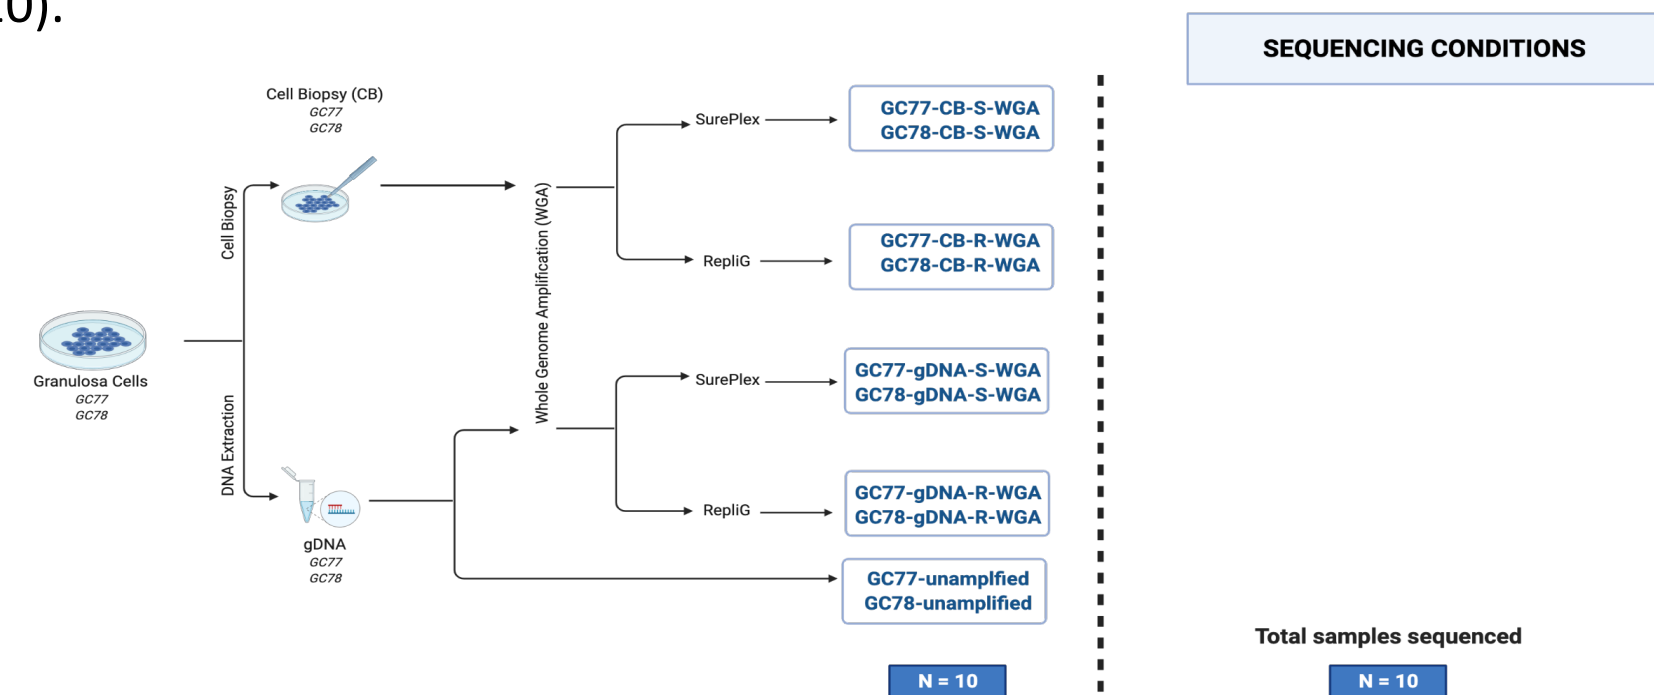 .0).
SEQUENCING CONDITIONS
Cell Biopsy (CB)
GC77
GC78
Cell Biopsy
Granulosa Cells
GC77
GC78
DNA Extraction
gDNA
GC77
GC78
Whole Genome Amplification (WGA)
SurePlex
GC77-CB-S-WGA
GC78-CB-S-WGA
RepliG
GC77-CB-R-WGA
GC78-CB-R-WGA
SurePlex
GC77-gDNA-S-WGA
GC78-gDNA-S-WGA
RepliG
GC77-gDNA-R-WGA
GC78-gDNA-R-WGA
GC77-unamplfied
GC78-unamplified
N = 10
Total samples sequenced
N = 10